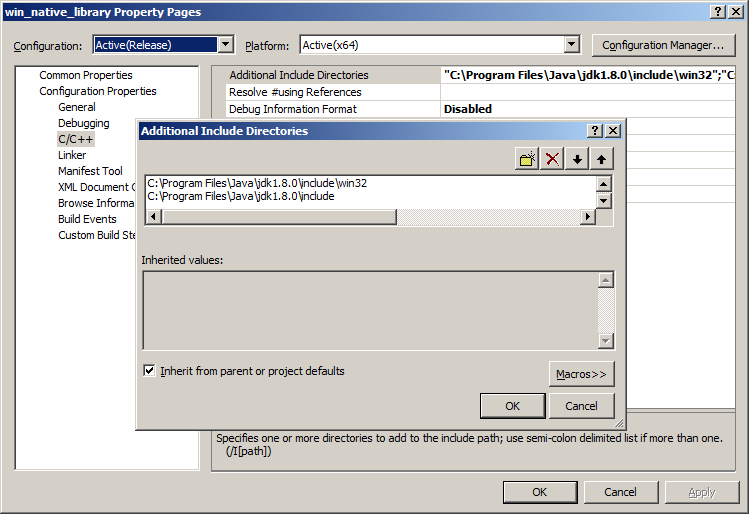 win_native_library Property Pages
Configuration: Active(Release) Platform: Active(x64) Configuration Manager...
Common Properties
Configuration Properties
General
Debugging
C/C++
Linker
Manifest Tool
XML Document G
Browse Informa
Build Events
Custom Build Ste
Additional Include Directories "C:\Program Files\Java\jdk1.8.0\include\win32";"C:
Resolve #using References
Debug Information Format Disabled
Additional Include Directories
C:\Program Files\Java\jdk1.8.0\include\win32
C:\Program Files\Java\jdk1.8.0\include
Inherited values:
Inherit from parent or project defaults
Macros>>
OK Cancel
Specifies one or more directories to add to the include path; use semi-colon delimited list if more than one.
(/I[path])
OK Cancel Apply